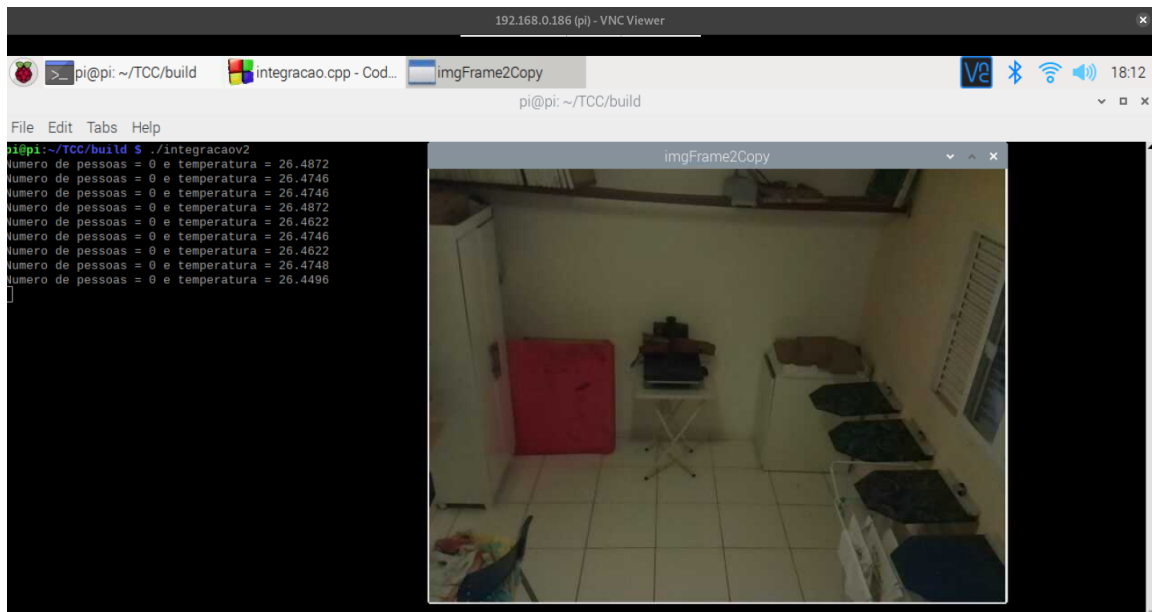 192.168.0.186 (pi) - VNC Viewer
pi@pi: ~/TCC/build
integracao.cpp - Cod...
imgFrame2Copy
18:12
pi@pi: ~/TCC/build
File Edit Tabs Help
pi@pi:~/TCC/build $ ./integracaov2
Numero de pessoas = 0 e temperatura = 26.4872
Numero de pessoas = 0 e temperatura = 26.4746
Numero de pessoas = 0 e temperatura = 26.4746
Numero de pessoas = 0 e temperatura = 26.4872
Numero de pessoas = 0 e temperatura = 26.4622
Numero de pessoas = 0 e temperatura = 26.4746
Numero de pessoas = 0 e temperatura = 26.4622
Numero de pessoas = 0 e temperatura = 26.4748
Numero de pessoas = 0 e temperatura = 26.4496
imgFrame2Copy